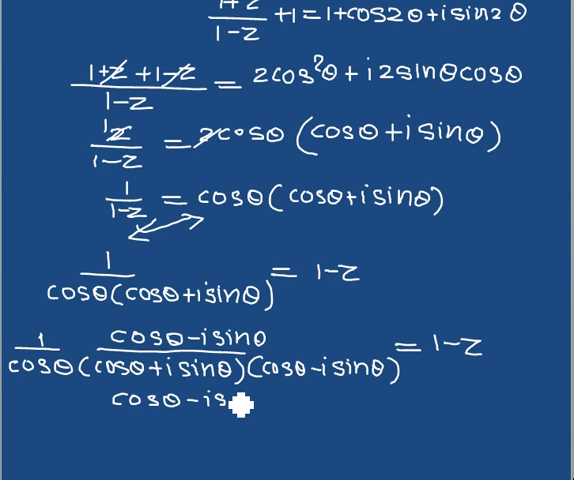 1+z/1-z +1 = 1+cos2θ+isin2θ
1+z+1-z/1-z = 2cos²θ+i2sinθcosθ
2/1-z = 2cosθ(cosθ+isinθ)
1/1-z = cosθ(cosθ+isinθ)
1/cosθ(cosθ+isinθ) = 1-z
1/cosθ cosθ-isinθ/(cosθ+isinθ)(cosθ-isinθ) = 1-z
cosθ-is